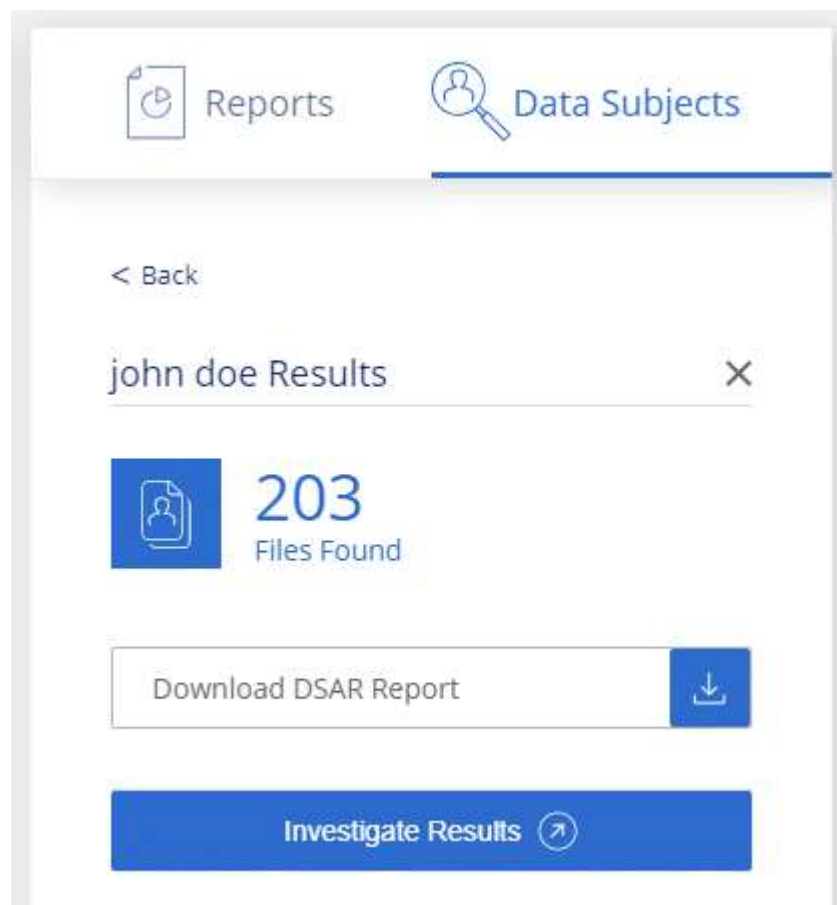 Reports
Data Subjects
< Back
john doe Results
203
Files Found
Download DSAR Report
Investigate Results